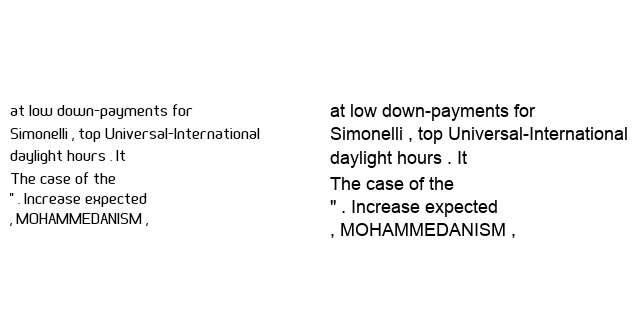 at low down-payments for
Simonelli , top Universal-International
daylight hours . It
The case of the
" . Increase expected
, MOHAMMEDANISM ,
at low down-payments for
Simonelli , top Universal-International
daylight hours . It
The case of the
" . Increase expected
, MOHAMMEDANISM ,